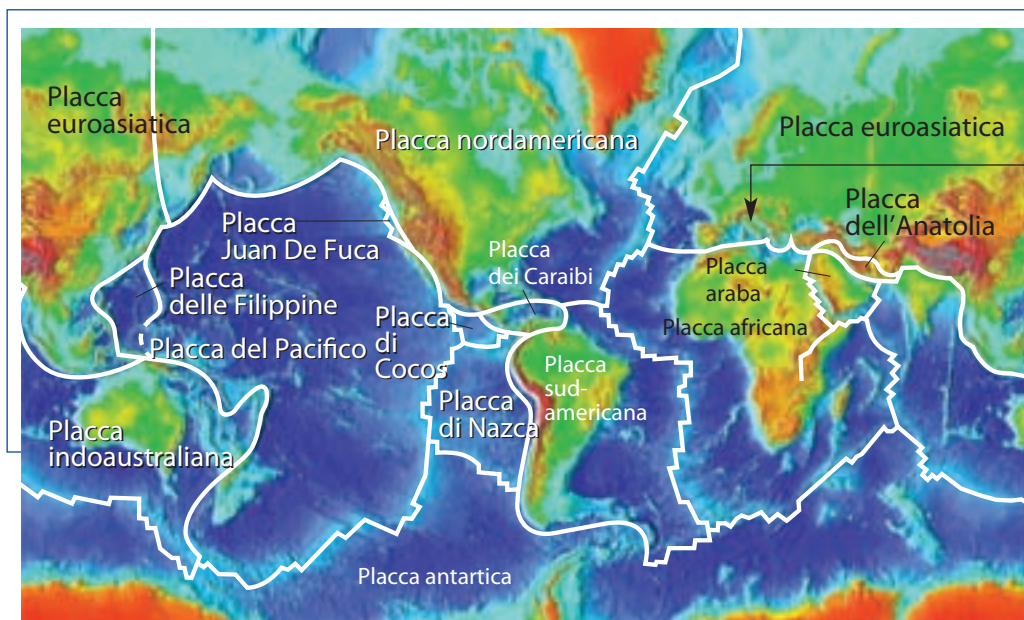 Placca
euroasiatica
Placca nordamericana
Placca euroasiatica
Placca
dell'Anatolia
Placca
Juan De Fuca
Placca
dei Caraibi
Placca
araba
Placca
delle Filippine
Placca
di
Cocos
Placca africana
Placca del Pacifico
Placca
sud-
americana
Placca
di Nazca
Placca
indoaustraliana
Placca antartica